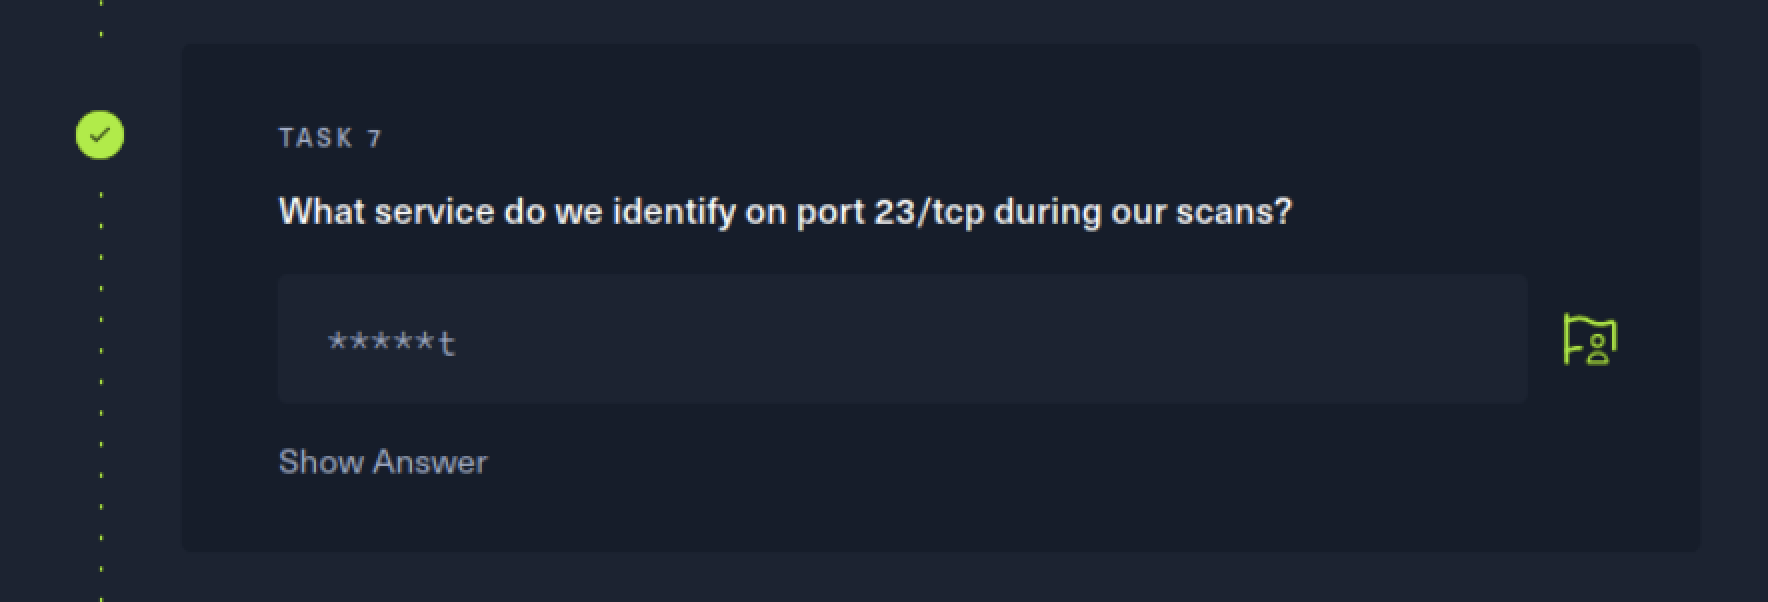 TASK 7
What service do we identify on port 23/tcp during our scans?
*****t
Show Answer